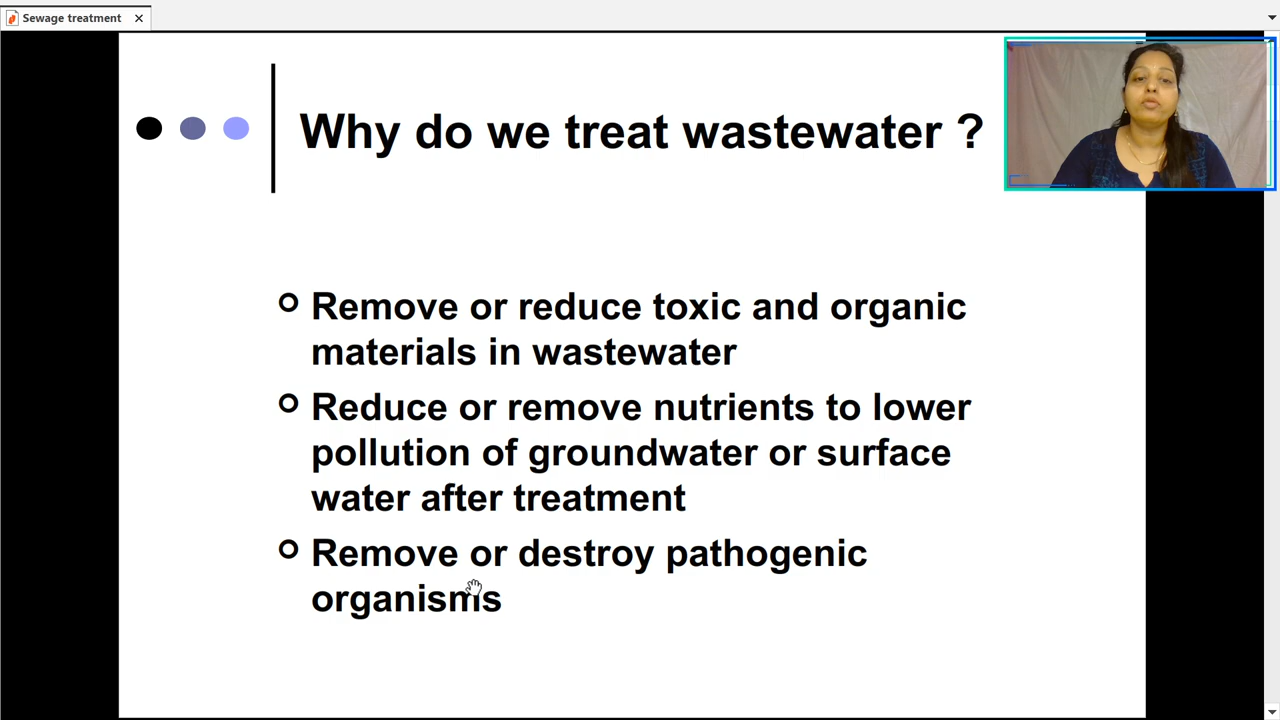 Sewage treatment
Why do we treat wastewater ?
Remove or reduce toxic and organic
materials in wastewater
Reduce or remove nutrients to lower
pollution of groundwater or surface
water after treatment
Remove or destroy pathogenic
organisms